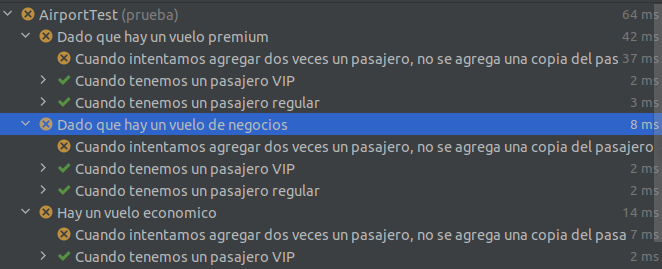 AirportTest (prueba) 64 ms
Dado que hay un vuelo premium 42 ms
Cuando intentamos agregar dos veces un pasajero, no se agrega una copia del pas 37 ms
Cuando tenemos un pasajero VIP 2 ms
Cuando tenemos un pasajero regular 3 ms
Dado que hay un vuelo de negocios 8 ms
Cuando intentamos agregar dos veces un pasajero, no se agrega una copia del pasajero
Cuando tenemos un pasajero VIP 2 ms
Cuando tenemos un pasajero regular 2 ms
Hay un vuelo economico 14 ms
Cuando intentamos agregar dos veces un pasajero, no se agrega una copia del pasa 7 ms
Cuando tenemos un pasajero VIP 2 ms